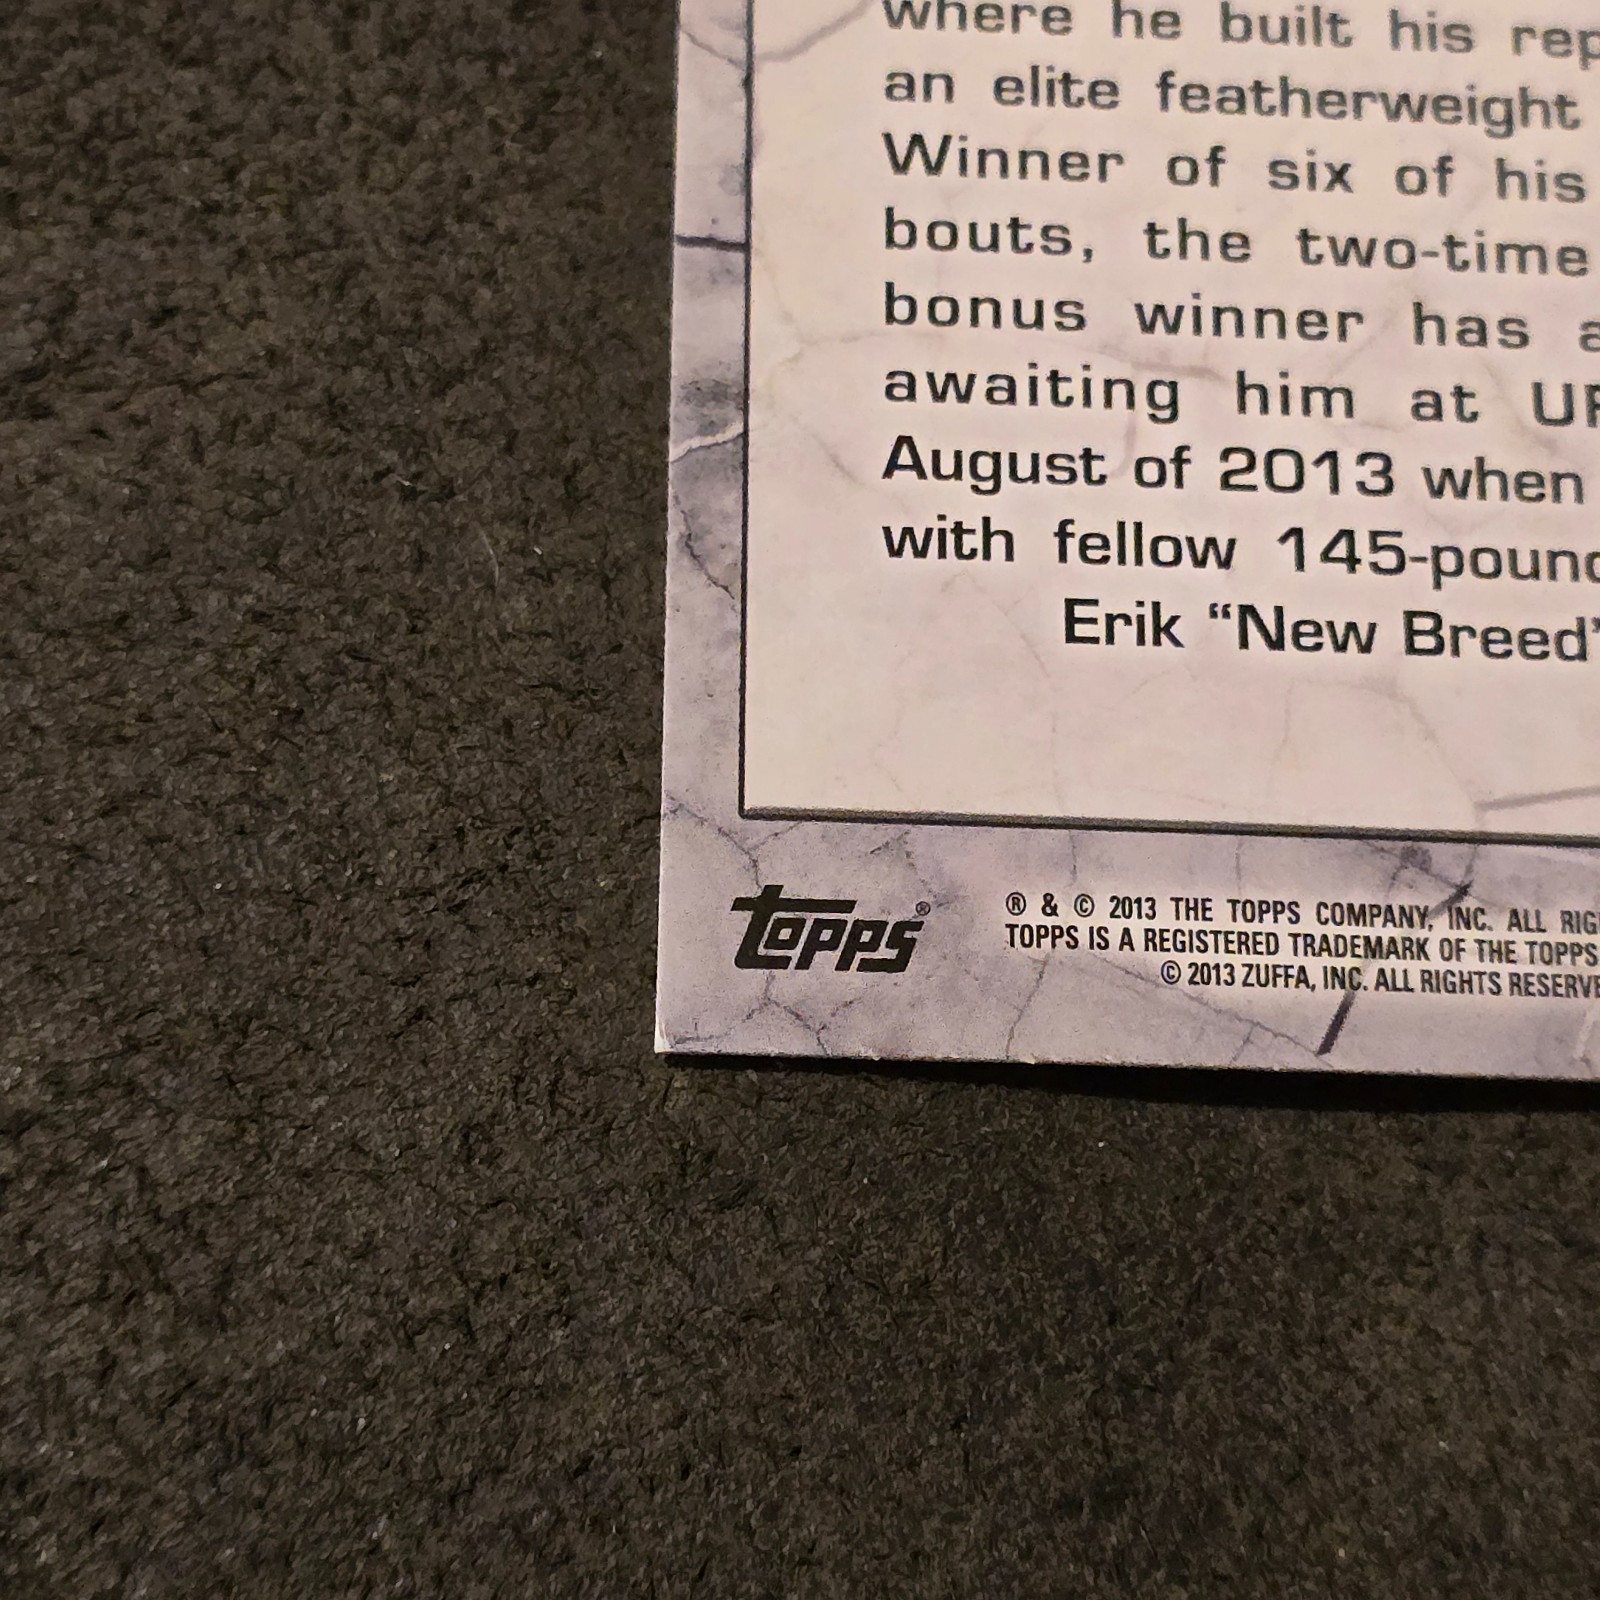 where he built his rep
an elite featherweight
Winner of six of his
bouts, the two-time
bonus winner has a
awaiting him at UF
August of 2013 when
with fellow 145-pound
Erik “New Breed”
TOPPS®
® & © 2013 THE TOPPS COMPANY, INC. ALL RIG
TOPPS IS A REGISTERED TRADEMARK OF THE TOPPS
© 2013 ZUFFA, INC. ALL RIGHTS RESERVE